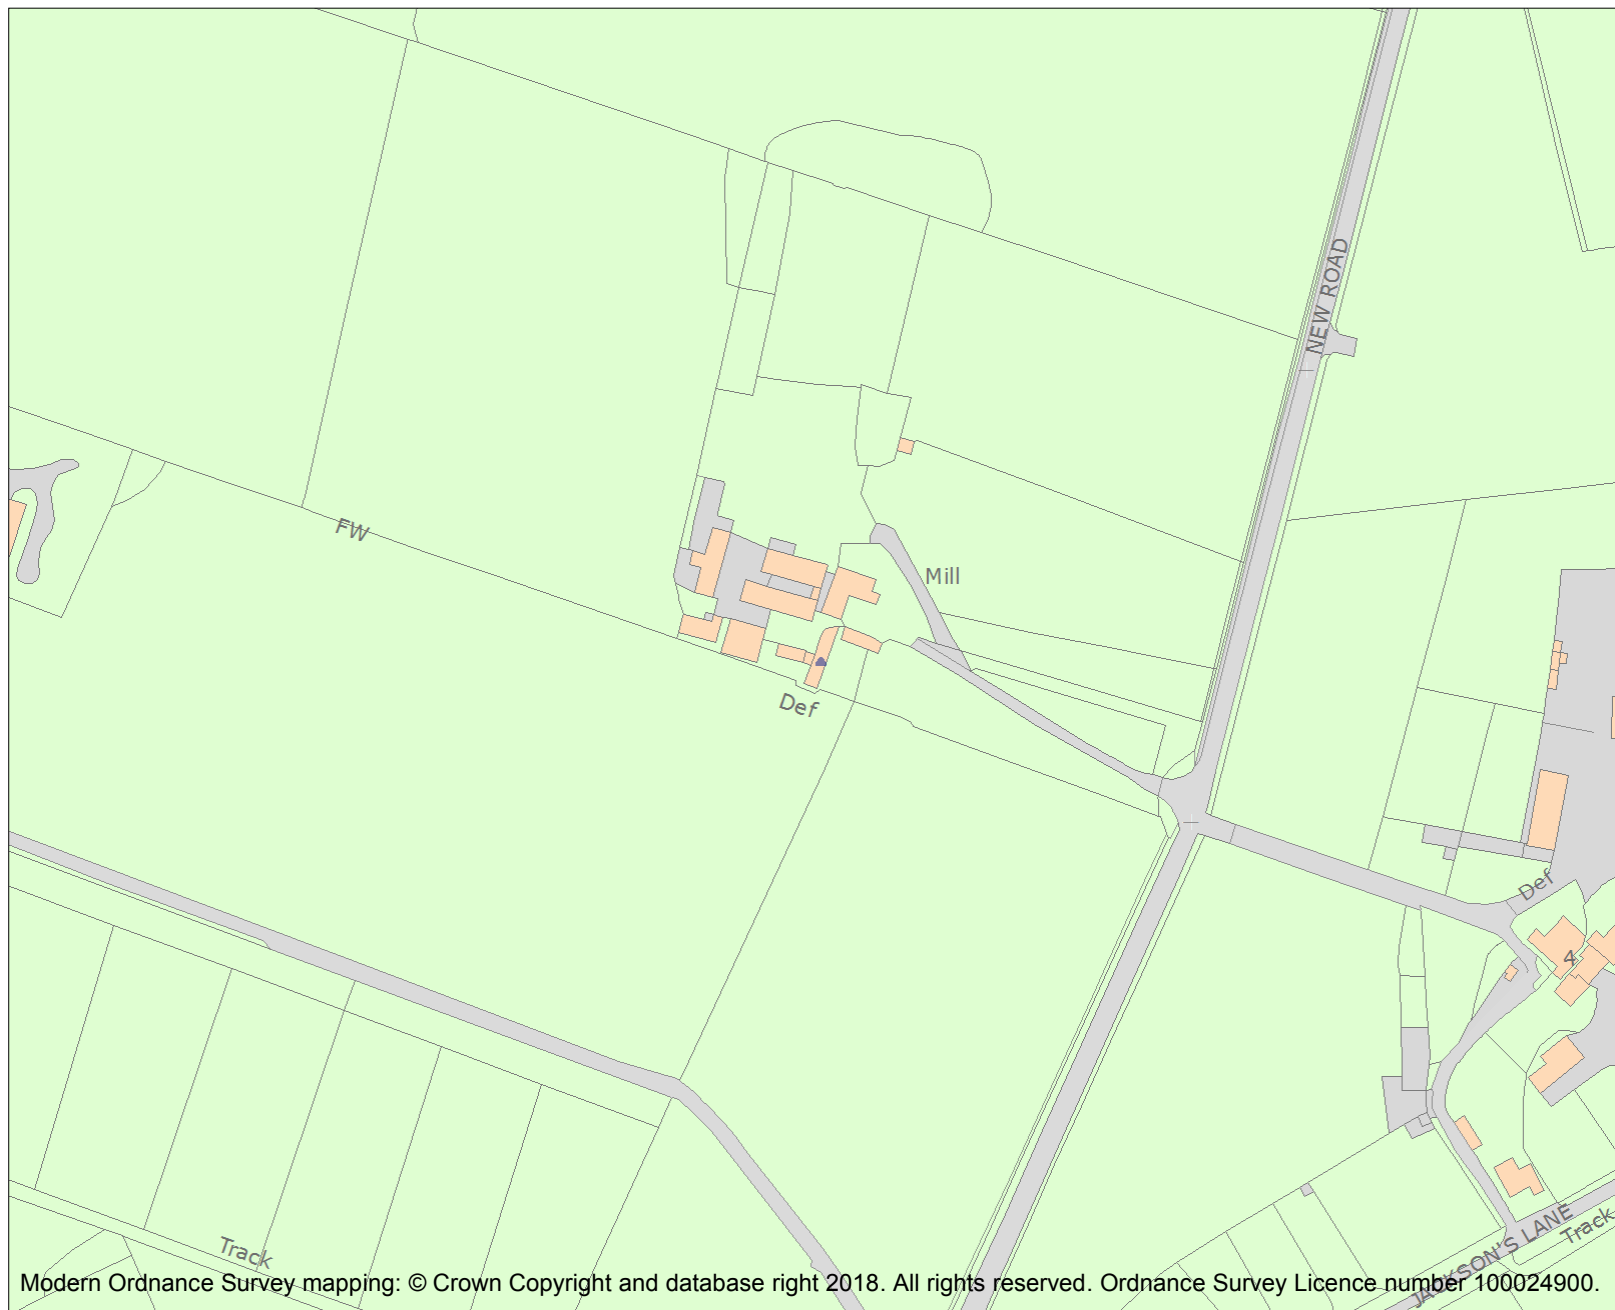 NEW ROAD
FW
Mill
Def
Def
4
Track
JACKSON'S LANE
Track
Modern Ordnance Survey mapping: © Crown Copyright and database right 2018. All rights reserved. Ordnance Survey Licence number 100024900.